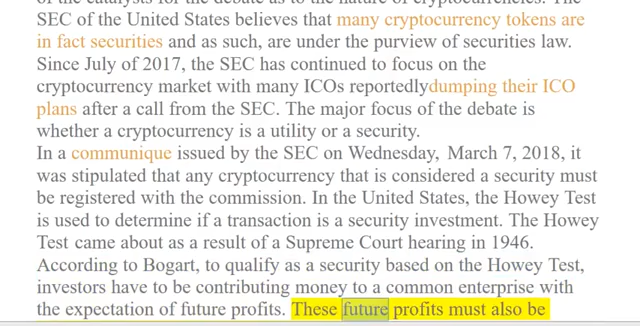 of the catalysts for the debate as to the nature of cryptocurrencies. The
SEC of the United States believes that many cryptocurrency tokens are
in fact securities and as such, are under the purview of securities law.
Since July of 2017, the SEC has continued to focus on the
cryptocurrency market with many ICOs reportedlydumping their ICO
plans after a call from the SEC. The major focus of the debate is
whether a cryptocurrency is a utility or a security.
In a communique issued by the SEC on Wednesday, March 7, 2018, it
was stipulated that any cryptocurrency that is considered a security must
be registered with the commission. In the United States, the Howey Test
is used to determine if a transaction is a security investment. The Howey
Test came about as a result of a Supreme Court hearing in 1946.
According to Bogart, to qualify as a security based on the Howey Test,
investors have to be contributing money to a common enterprise with
the expectation of future profits. These future profits must also be